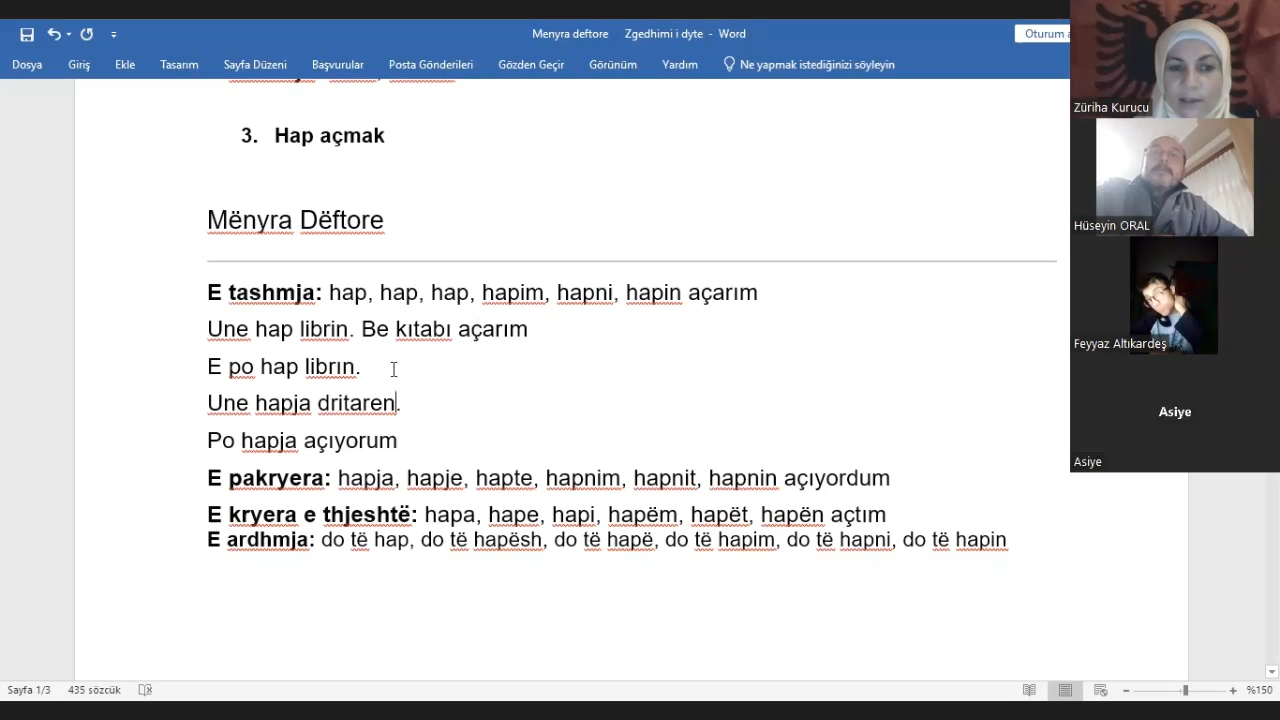 Menyra deftore Zgedhimi i dyte - Word
Oturum a
Dosya Giriş Ekle Tasarım Sayfa Düzeni Başvurular Posta Gönderileri Gözden Geçir Görünüm Yardım Ne yapmak istediğinizi söyleyin
3. Hap açmak
Mënyra Dëftore
E tashmja: hap, hap, hap, hapim, hapni, hapin açarım
Une hap librin. Be kıtabı açarım
E po hap librın.
Une hapja dritaren.
Po hapja açıyorum
E pakryera: hapja, hapje, hapte, hapnim, hapnit, hapnin açıyordum
E kryera e thjeshtë: hapa, hape, hapi, hapëm, hapët, hapën açtım
E ardhmja: do të hap, do të hapësh, do të hapë, do të hapim, do të hapni, do të hapin
Züriha Kurucu
Hüseyin ORAL
Feyyaz Altıkardeş
Asiye
Asiye
Sayfa 1/3 435 sözcük
%150